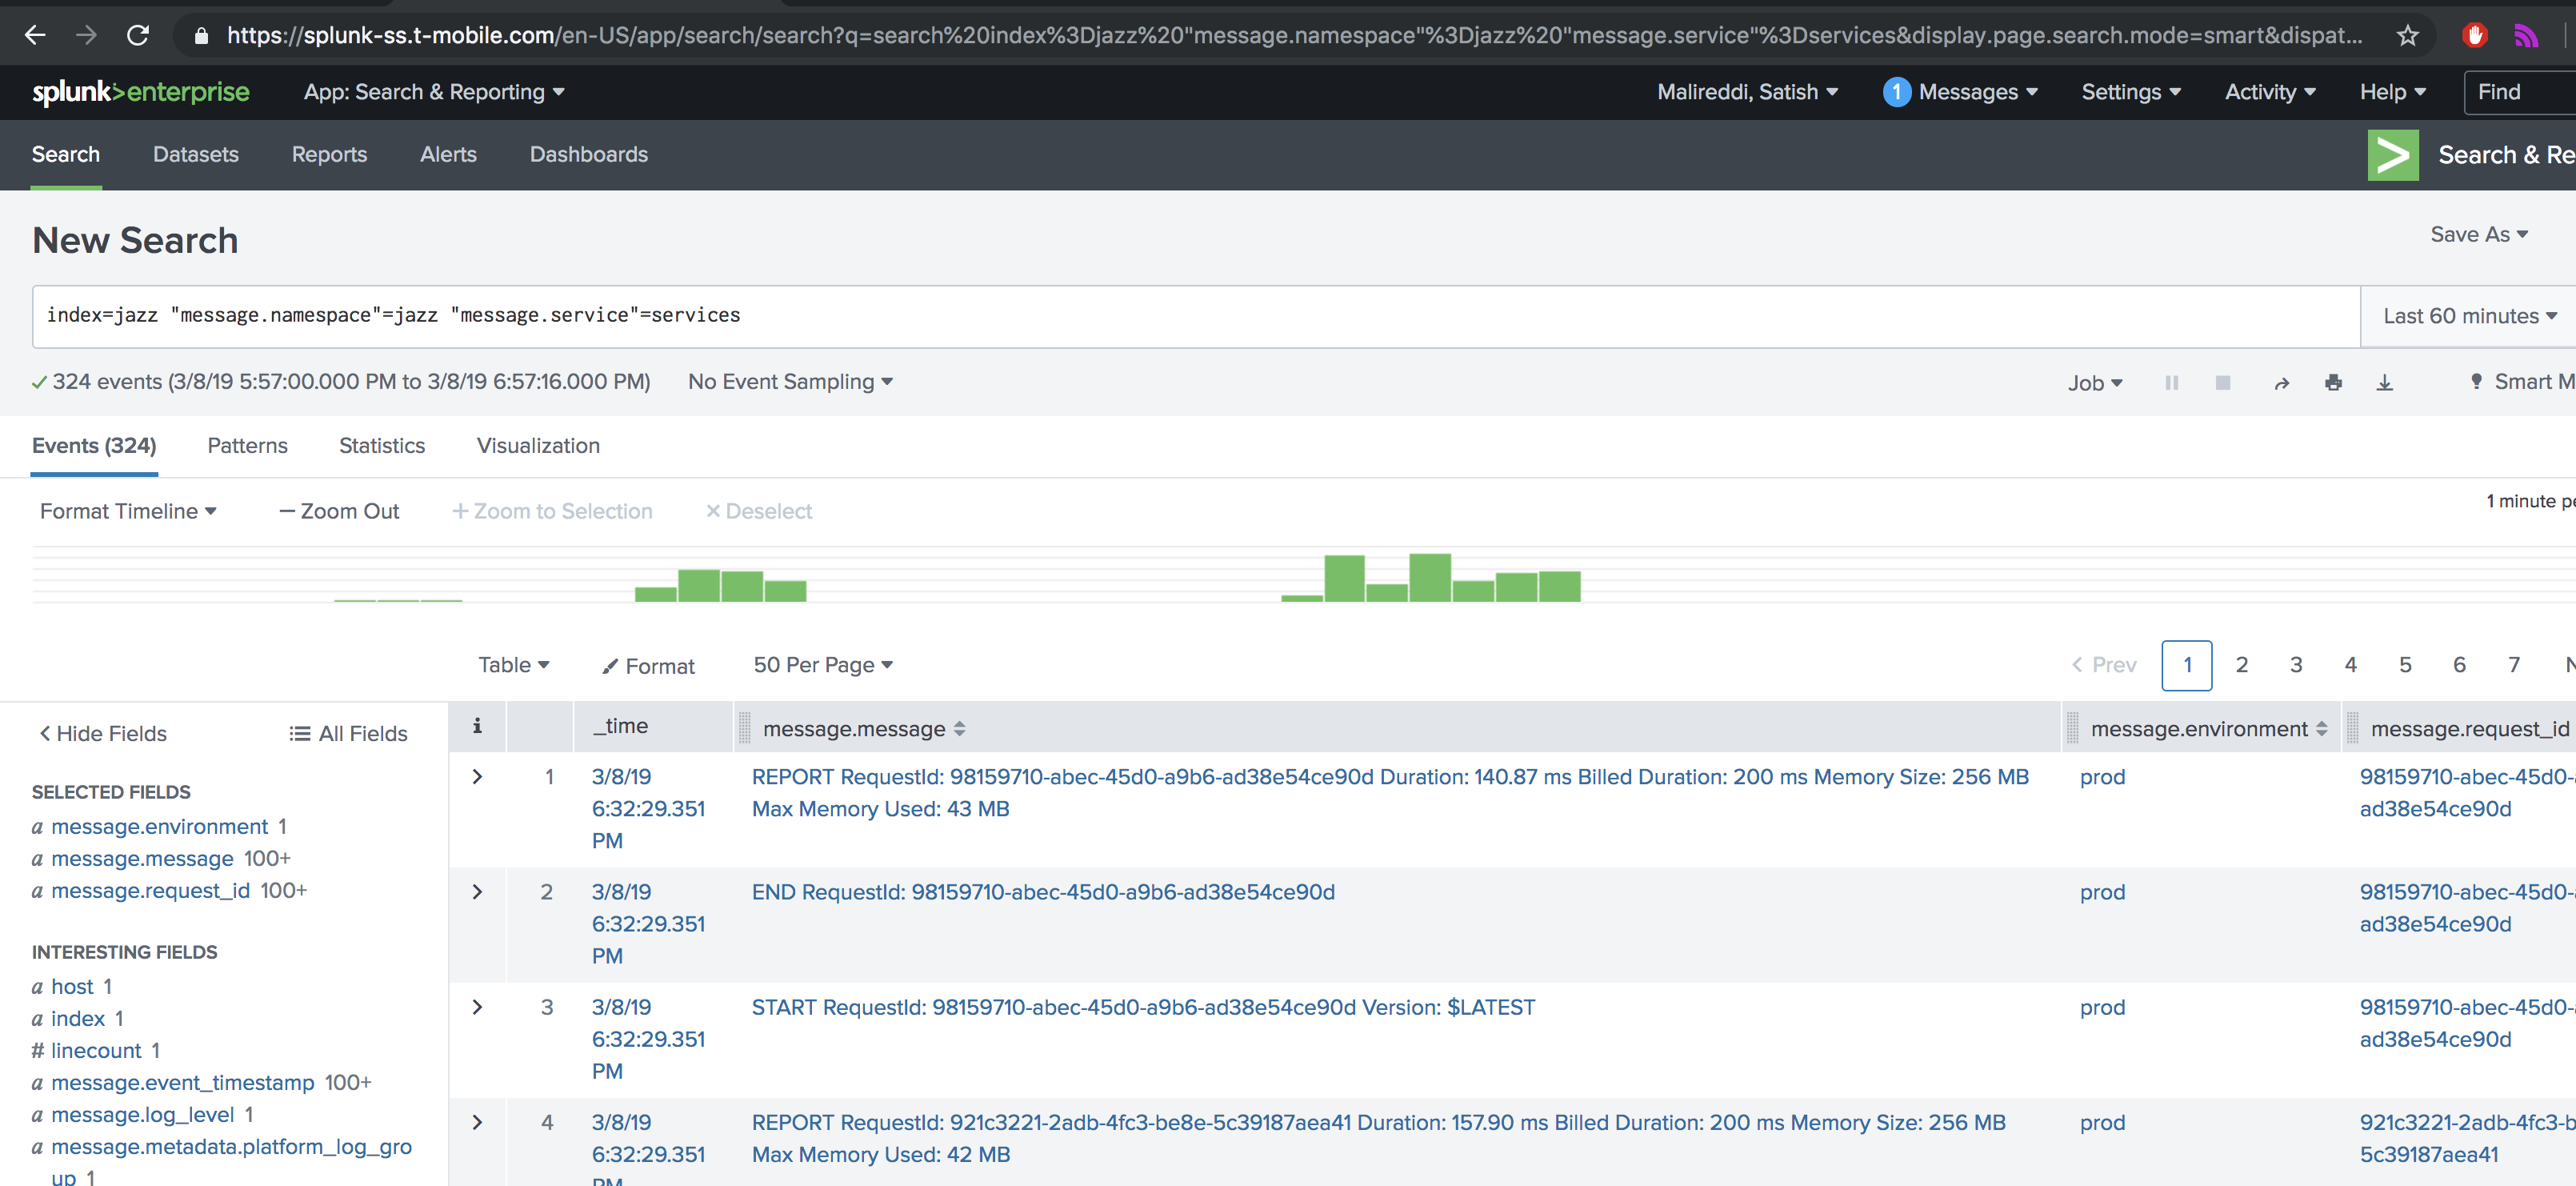 https://splunk-ss.t-mobile.com/en-US/app/search/search?q=search%20index%3Djazz%20"message.namespace"%3Djazz%20"message.service"%3Dservices&display.page.search.mode=smart&dispat...
splunk>enterprise App: Search & Reporting Malireddi, Satish 1 Messages Settings Activity Help Find
Search Datasets Reports Alerts Dashboards > Search & Re
New Search
Save As
index=jazz "message.namespace"=jazz "message.service"=services
Last 60 minutes
324 events (3/8/19 5:57:00.000 PM to 3/8/19 6:57:16.000 PM) No Event Sampling Job Smart M
Events (324) Patterns Statistics Visualization
Format Timeline — Zoom Out + Zoom to Selection × Deselect 1 minute pe
Table Format 50 Per Page < Prev 1 2 3 4 5 6 7 N
< Hide Fields All Fields
SELECTED FIELDS
a message.environment 1
a message.message 100+
a message.request_id 100+
INTERESTING FIELDS
a host 1
a index 1
# linecount 1
a message.event_timestamp 100+
a message.log_level 1
a message.metadata.platform_log_gro
up 1
i _time message.message message.environment message.request_id
> 1 3/8/19 REPORT RequestId: 98159710-abec-45d0-a9b6-ad38e54ce90d Duration: 140.87 ms Billed Duration: 200 ms Memory Size: 256 MB prod 98159710-abec-45d0-
6:32:29.351 Max Memory Used: 43 MB ad38e54ce90d
PM
> 2 3/8/19 END RequestId: 98159710-abec-45d0-a9b6-ad38e54ce90d prod 98159710-abec-45d0-
6:32:29.351 ad38e54ce90d
PM
> 3 3/8/19 START RequestId: 98159710-abec-45d0-a9b6-ad38e54ce90d Version: $LATEST prod 98159710-abec-45d0-
6:32:29.351 ad38e54ce90d
PM
> 4 3/8/19 REPORT RequestId: 921c3221-2adb-4fc3-be8e-5c39187aea41 Duration: 157.90 ms Billed Duration: 200 ms Memory Size: 256 MB prod 921c3221-2adb-4fc3-b
6:32:29.351 Max Memory Used: 42 MB 5c39187aea41
PM